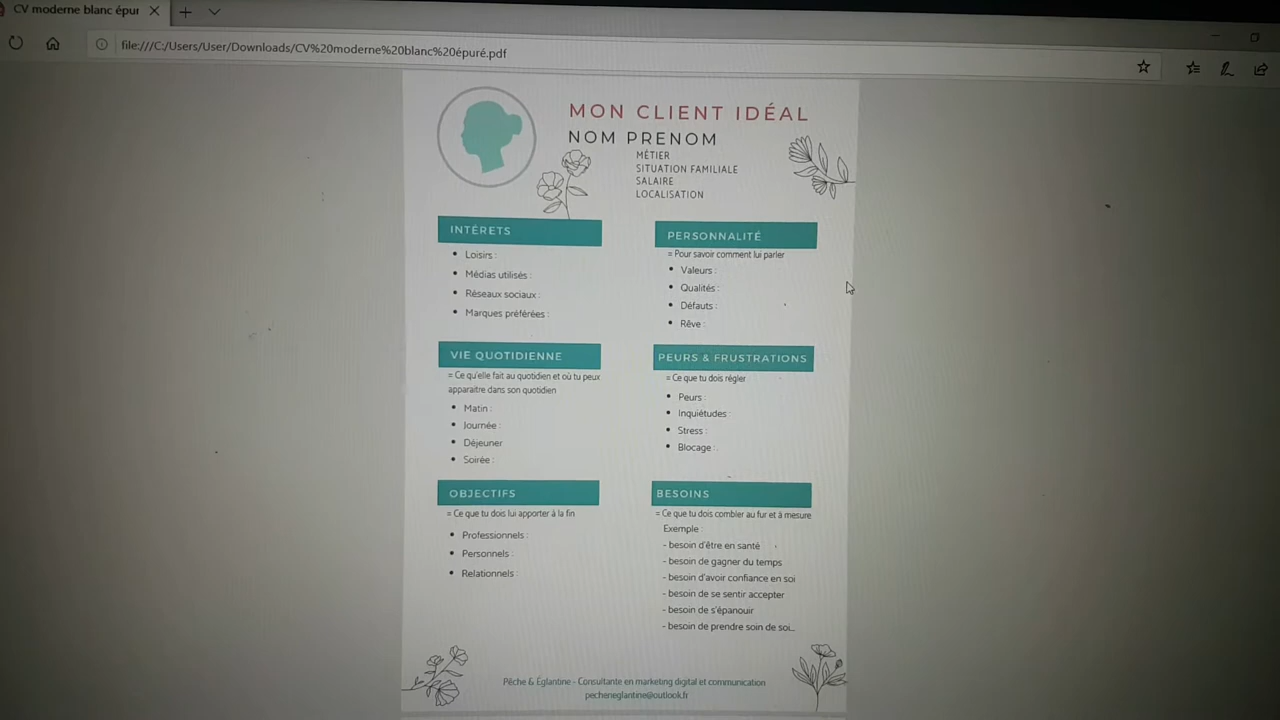 CV moderne blanc épur
file:///C:/Users/User/Downloads/CV%20moderne%20blanc%20épuré.pdf
MON CLIENT IDÉAL
NOM PRENOM
MÉTIER
SITUATION FAMILIALE
SALAIRE
LOCALISATION
INTÉRETS
Loisirs :
Médias utilisés :
Réseaux sociaux :
Marques préférées :
PERSONNALITÉ
= Pour savoir comment lui parler
Valeurs :
Qualités :
Défauts :
Rêve :
VIE QUOTIDIENNE
= Ce qu'elle fait au quotidien et où tu peux
apparaitre dans son quotidien
Matin :
Journée :
Déjeuner
Soirée :
PEURS & FRUSTRATIONS
= Ce que tu dois régler
Peurs :
Inquiétudes :
Stress :
Blocage :
OBJECTIFS
= Ce que tu dois lui apporter à la fin
Professionnels :
Personnels :
Relationnels :
BESOINS
= Ce que tu dois combler au fur et à mesure
Exemple :
- besoin d'être en santé
- besoin de gagner du temps
- besoin d'avoir confiance en soi
- besoin de se sentir accepter
- besoin de s'épanouir
- besoin de prendre soin de soi...
Pêche & Églantine - Consultante en marketing digital et communication
pecheneglantine@outlook.fr